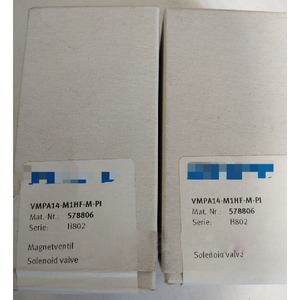 VMPA14-M1HF-M-PI
Mat.-Nr.: 578806
Serie: H802
Magnetventil
Solenoid valve
VMPA14-M1HF-M-PI
Mat.-Nr.: 578806
Serie: H802
Solenoid valve